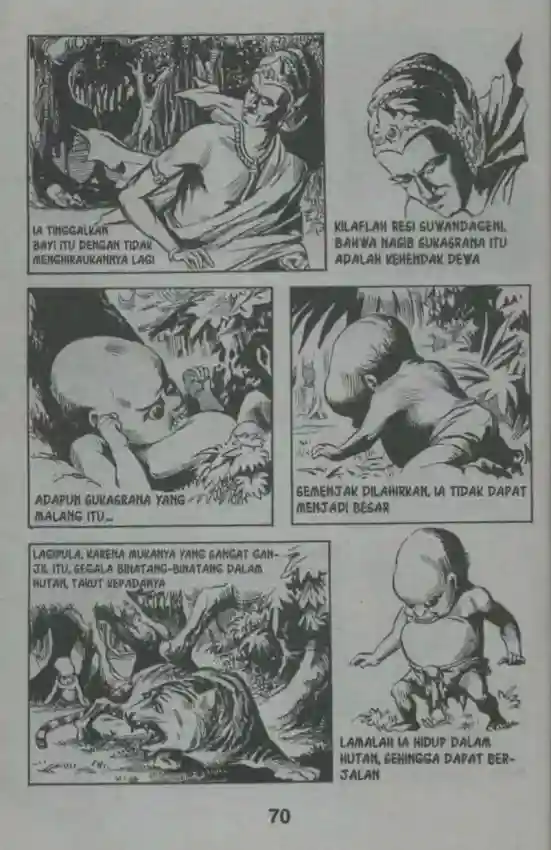 IA TINGGALKAN
BAYI ITU DENGAN TIDAK
MENGHIRAUKANNYA LAGI
KILAFLAH RESI SUWANDAGENI,
BAHWA NASIB SUKASRANA ITU
ADALAH KEHENDAK DEWA
ADAPUN SUKASRANA YANG
MALANG ITU...
SEMENJAK DILAHIRKAN, IA TIDAK DAPAT
MENJADI BESAR
LAGIPULA, KARENA MUKANYA YANG SANGAT GAN-
JIL ITU, SEGALA BINATANG-BINATANG DALAM
HUTAN, TAKUT KEPADANYA
LAMALAH IA HIDUP DALAM
HUTAN, SEHINGGA DAPAT BER-
JALAN
70